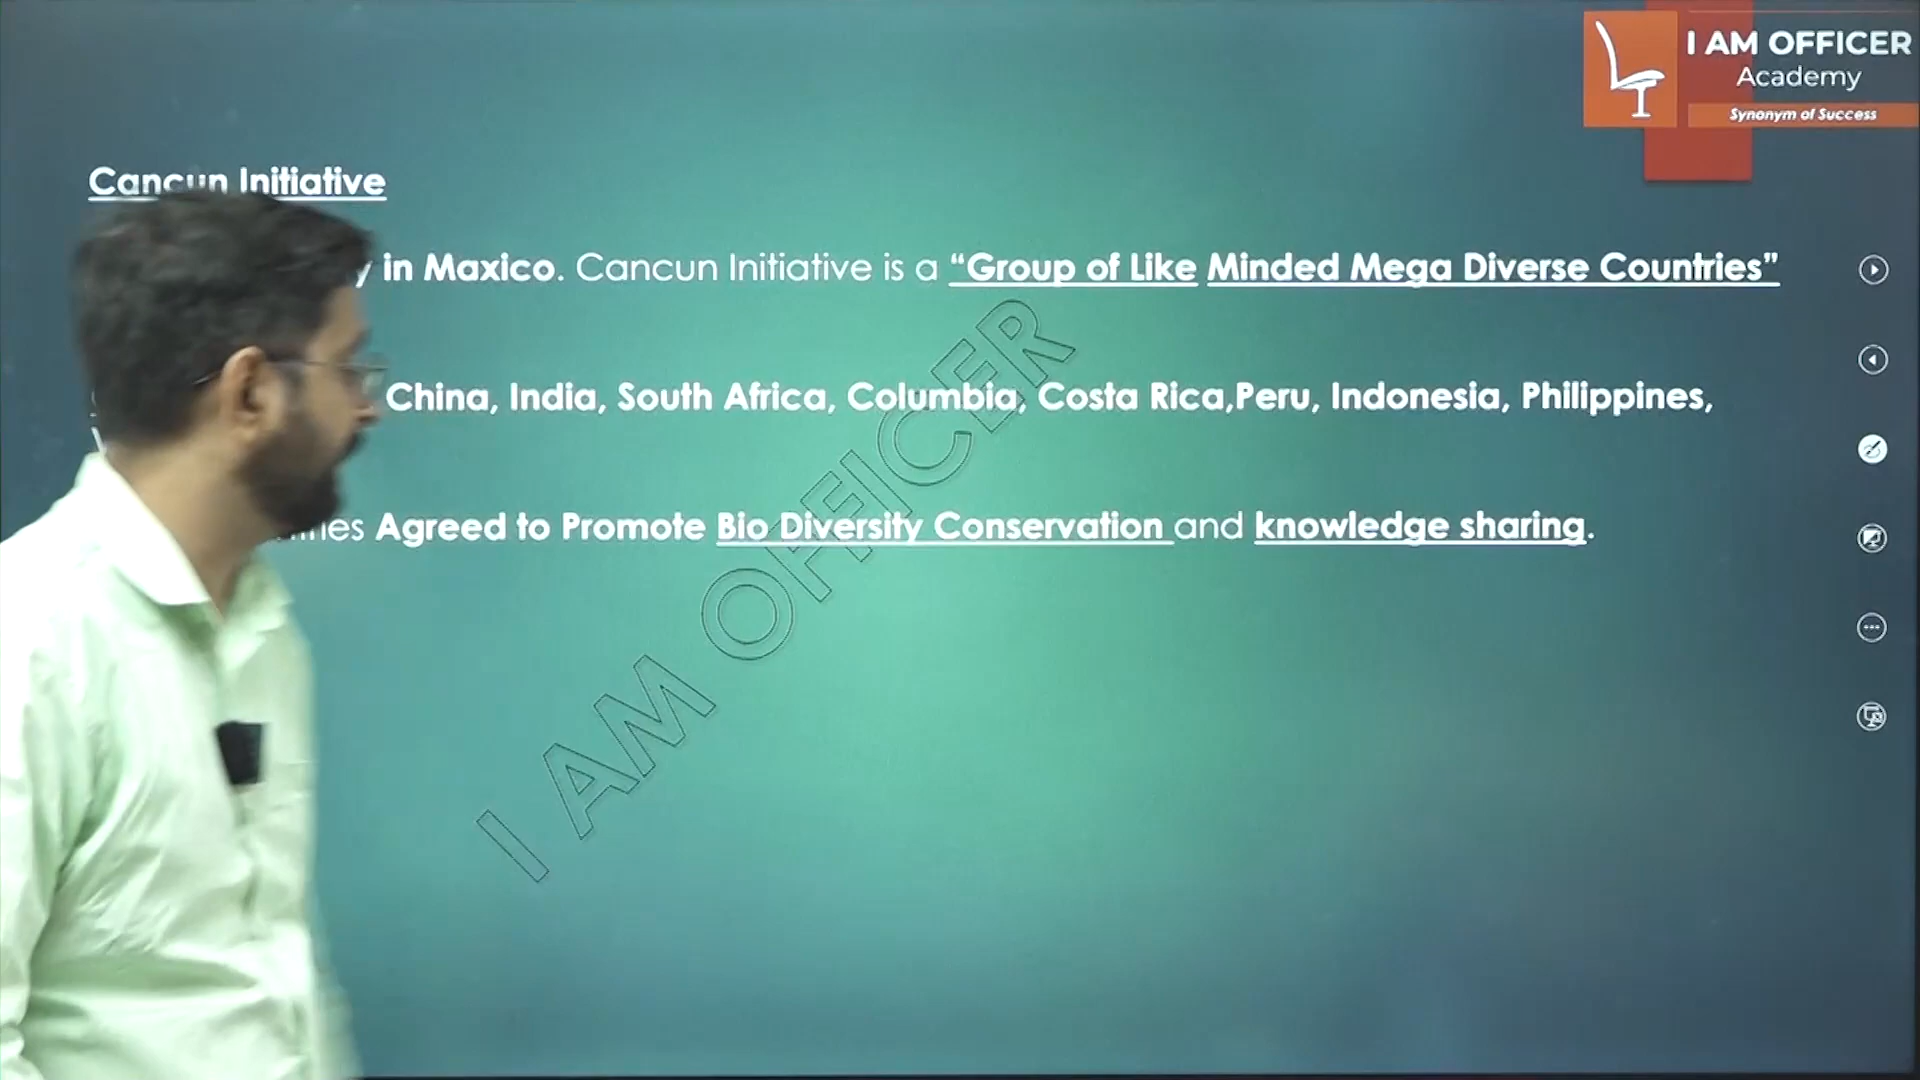 I AM OFFICER
Academy
Synonym of Success
Cancun Initiative
in Maxico. Cancun Initiative is a “Group of Like Minded Mega Diverse Countries”
China, India, South Africa, Columbia, Costa Rica,Peru, Indonesia, Philippines,
Agreed to Promote Bio Diversity Conservation and knowledge sharing.
I AM OFFICER